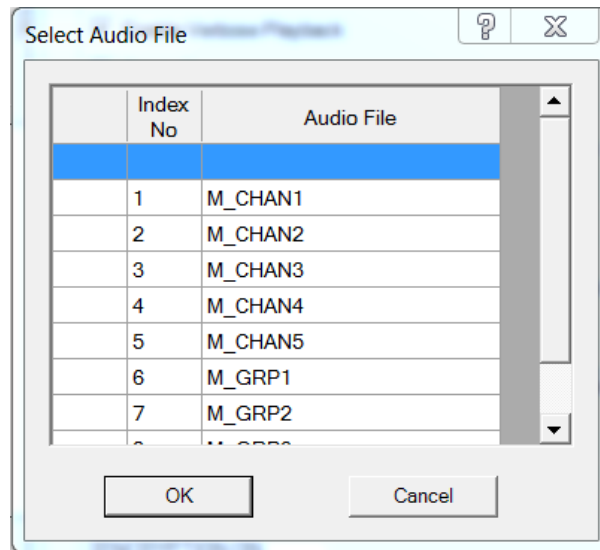 Select Audio File
Index No Audio File
1 M_CHAN1
2 M_CHAN2
3 M_CHAN3
4 M_CHAN4
5 M_CHAN5
6 M_GRP1
7 M_GRP2
OK Cancel